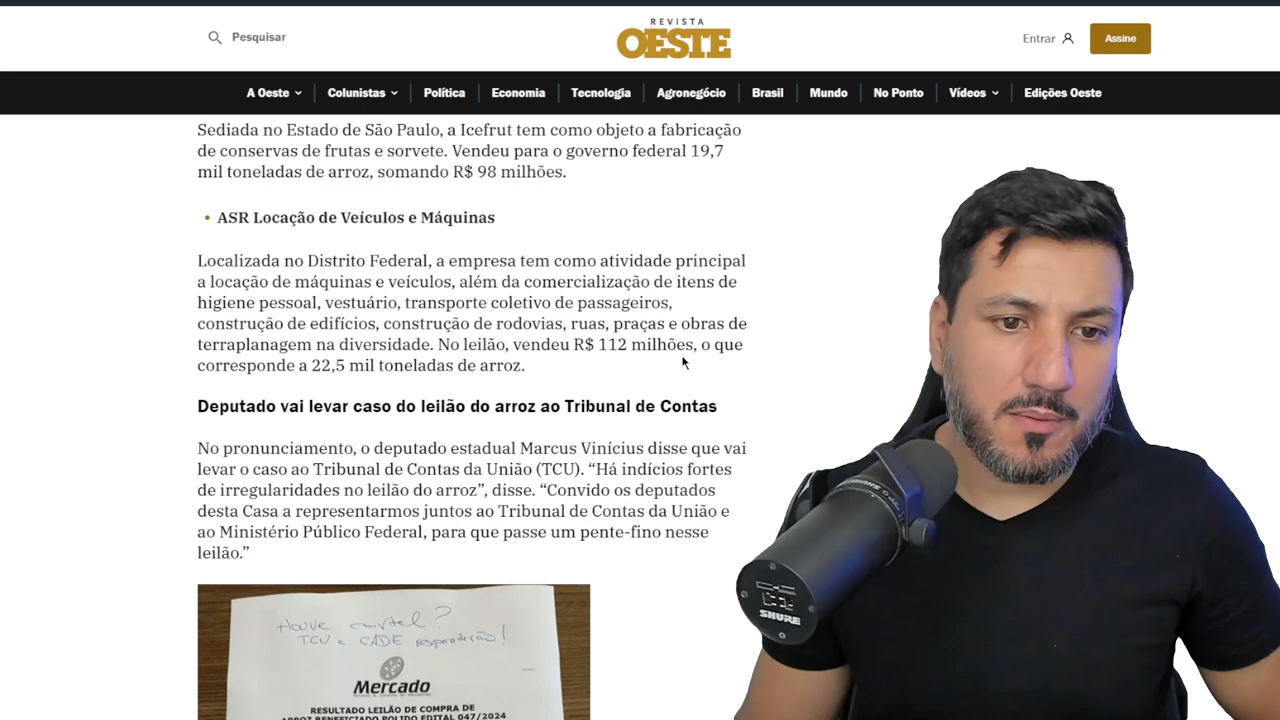 Pesquisar
REVISTA
OESTE
Entrar
Assine
A Oeste
Colunistas
Política
Economia
Tecnologia
Agronegócio
Brasil
Mundo
No Ponto
Vídeos
Edições Oeste
Sediada no Estado de São Paulo, a Icefrut tem como objeto a fabricação
de conservas de frutas e sorvete. Vendeu para o governo federal 19,7
mil toneladas de arroz, somando R$ 98 milhões.
• ASR Locação de Veículos e Máquinas
Localizada no Distrito Federal, a empresa tem como atividade principal
a locação de máquinas e veículos, além da comercialização de itens de
higiene pessoal, vestuário, transporte coletivo de passageiros,
construção de edifícios, construção de rodovias, ruas, praças e obras de
terraplanagem na diversidade. No leilão, vendeu R$ 112 milhões, o que
corresponde a 22,5 mil toneladas de arroz.
Deputado vai levar caso do leilão do arroz ao Tribunal de Contas
No pronunciamento, o deputado estadual Marcus Vinícius disse que vai
levar o caso ao Tribunal de Contas da União (TCU). “Há indícios fortes
de irregularidades no leilão do arroz”, disse. “Convido os deputados
desta Casa a representarmos juntos ao Tribunal de Contas da União e
ao Ministério Público Federal, para que passe um pente-fino nesse
leilão.”
Houve cartel?
TCU e CADE responderão!
Mercado
RESULTADO LEILÃO DE COMPRA DE
ARROZ BENEFICIADO POLIDO EDITAL 047/2024
SHURE